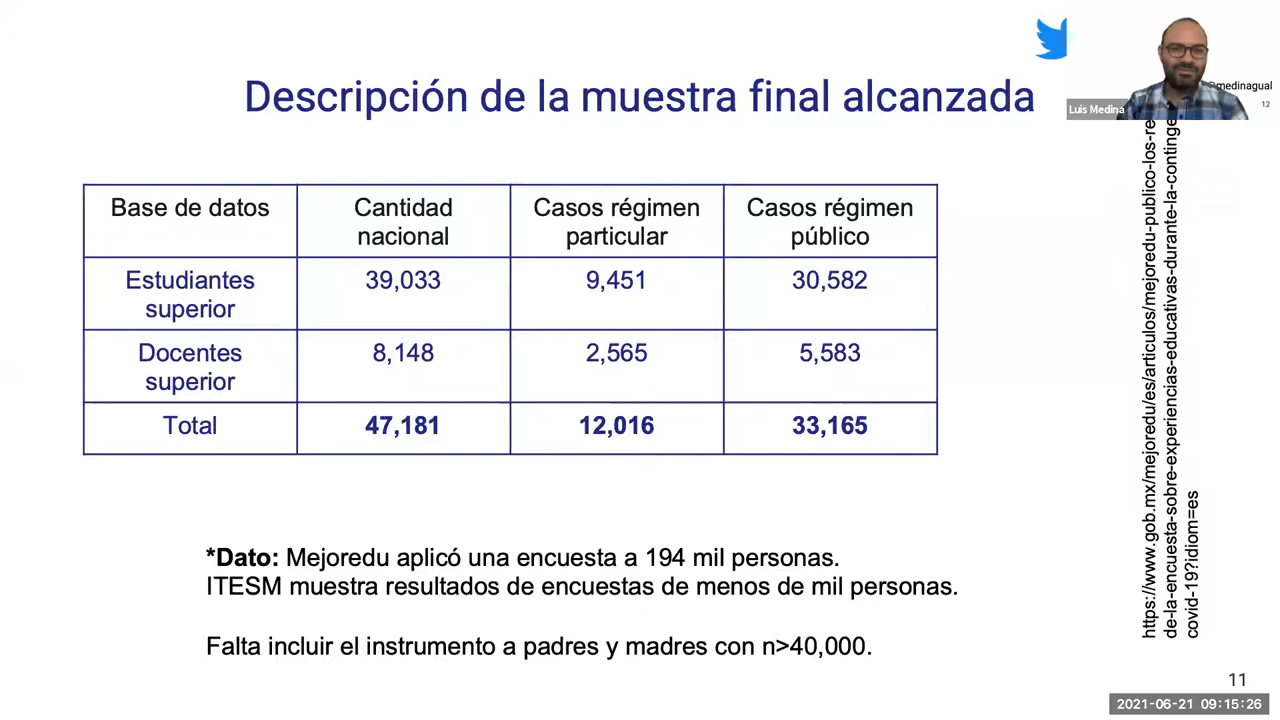 Descripción de la muestra final alcanzada
@medinagual
12
Luis Medina
Base de datos
Cantidad
nacional
Casos régimen
particular
Casos régimen
público
Estudiantes
superior
39,033
9,451
30,582
Docentes
superior
8,148
2,565
5,583
Total
47,181
12,016
33,165
*Dato: Mejoredu aplicó una encuesta a 194 mil personas.
ITESM muestra resultados de encuestas de menos de mil personas.
Falta incluir el instrumento a padres y madres con n>40,000.
https://www.gob.mx/mejoredu/es/articulos/mejoredu-publico-los-re
de-la-encuesta-sobre-experiencias-educativas-durante-la-continge
covid-19?idiom=es
11
2021-06-21 09:15:26